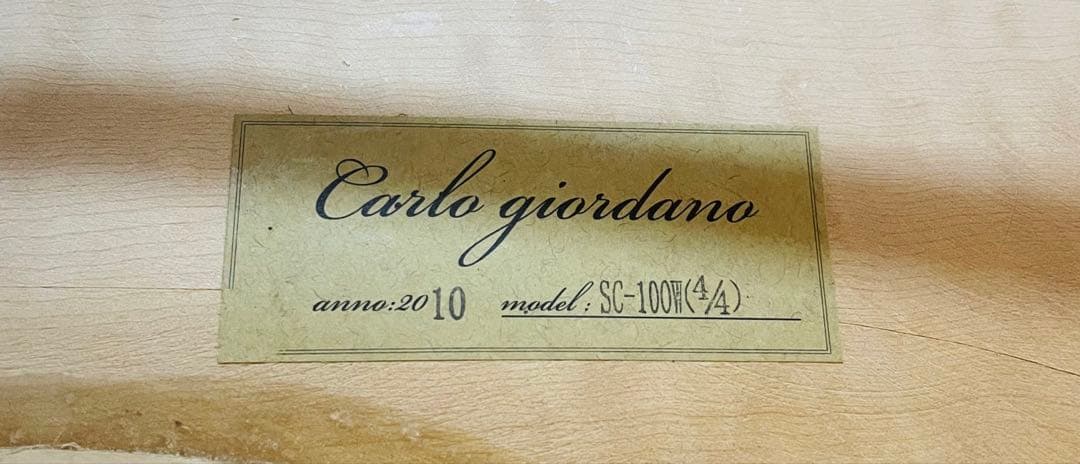 Carlo giordano
anno:2010 model: SC-100W(4/4)